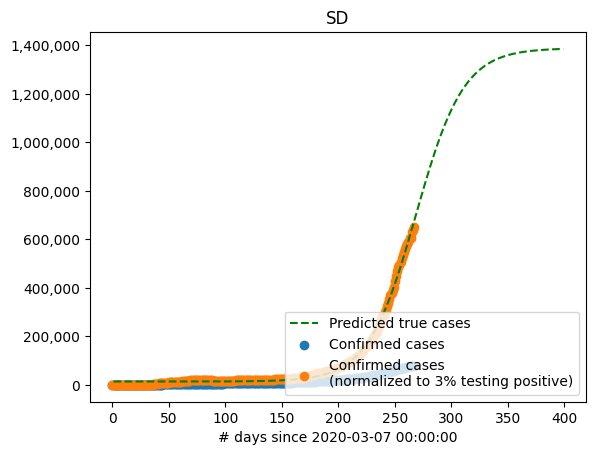 SD
1,400,000
1,200,000
1,000,000
800,000
600,000
400,000
200,000
0
Predicted true cases
Confirmed cases
Confirmed cases
(normalized to 3% testing positive)
0 50 100 150 200 250 300 350 400
# days since 2020-03-07 00:00:00